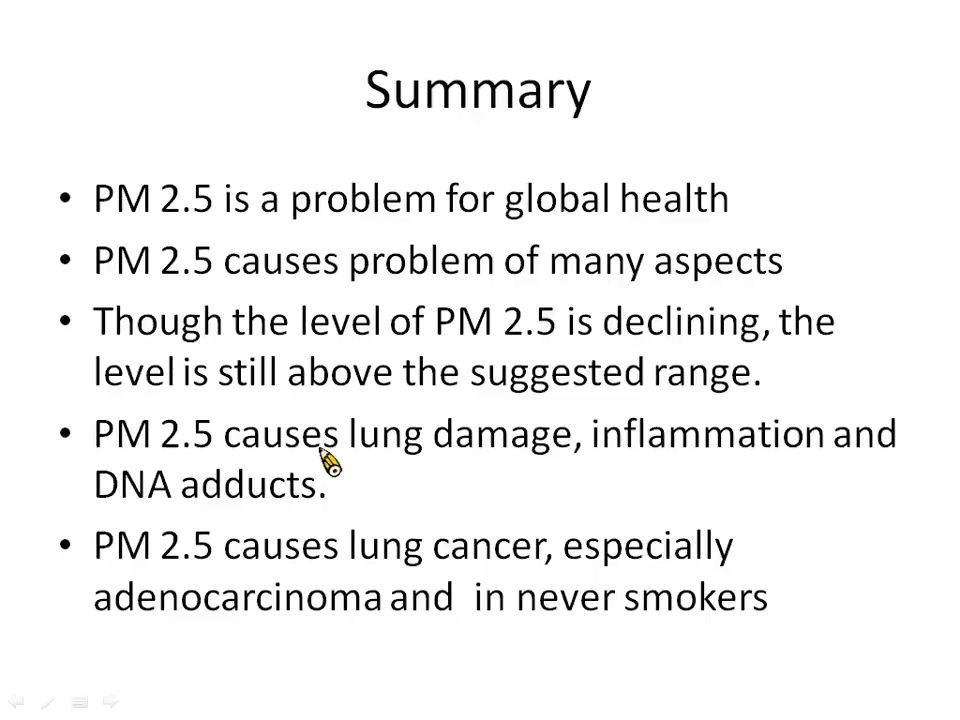 Summary
• PM 2.5 is a problem for global health
• PM 2.5 causes problem of many aspects
• Though the level of PM 2.5 is declining, the
level is still above the suggested range.
• PM 2.5 causes lung damage, inflammation and
DNA adducts.
• PM 2.5 causes lung cancer, especially
adenocarcinoma and  in never smokers